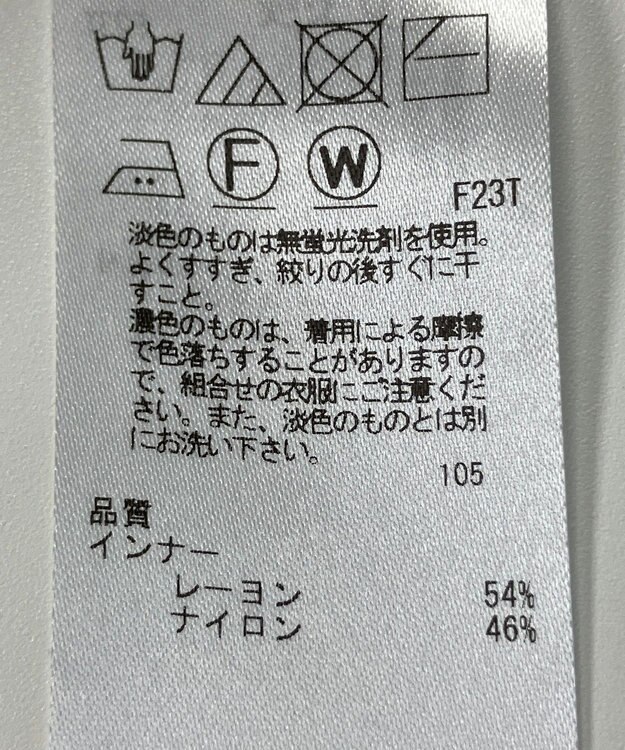 F W
F23T
淡色のものは無蛍光洗剤を使用。
よくすすぎ、絞りの後すぐに干
すこと。
濃色のものは、着用による摩擦
で色落ちすることがありますの
で、組合せの衣服にご注意くだ
さい。また、淡色のものとは別
にお洗い下さい。
105
品質
インナー
レーヨン 54%
ナイロン 46%